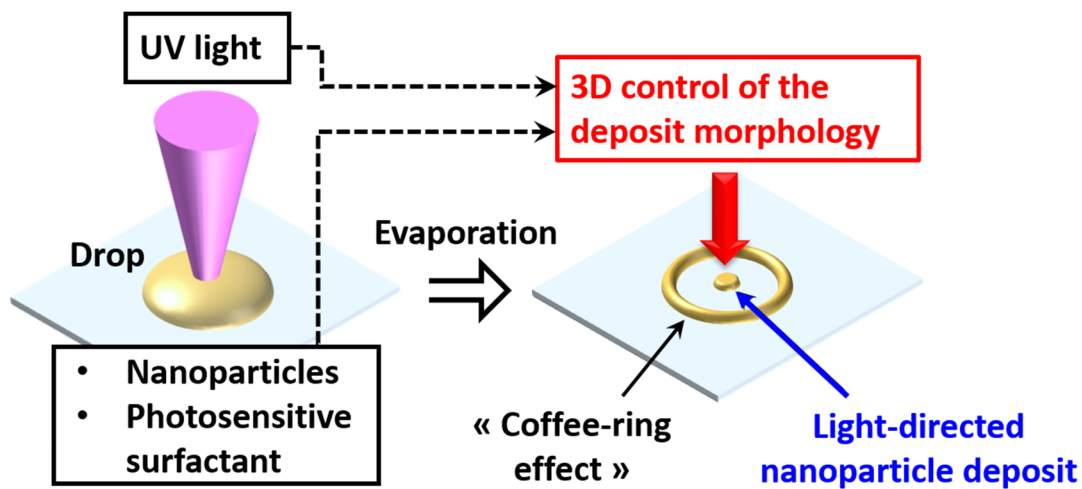 UV light
3D control of the
deposit morphology
Drop
Evaporation
• Nanoparticles
• Photosensitive
surfactant
« Coffee-ring
effect »
Light-directed
nanoparticle deposit